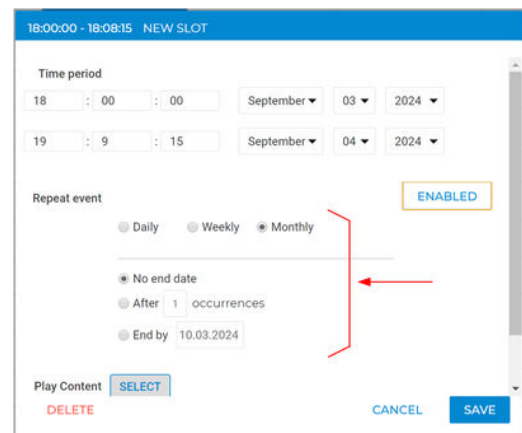 18:00:00 - 18:08:15 NEW SLOT
Time period
18 : 00 : 00 September 03 2024
19 : 9 : 15 September 04 2024
Repeat event ENABLED
Daily Weekly Monthly
No end date
After 1 occurrences
End by 10.03.2024
Play Content SELECT
DELETE CANCEL SAVE